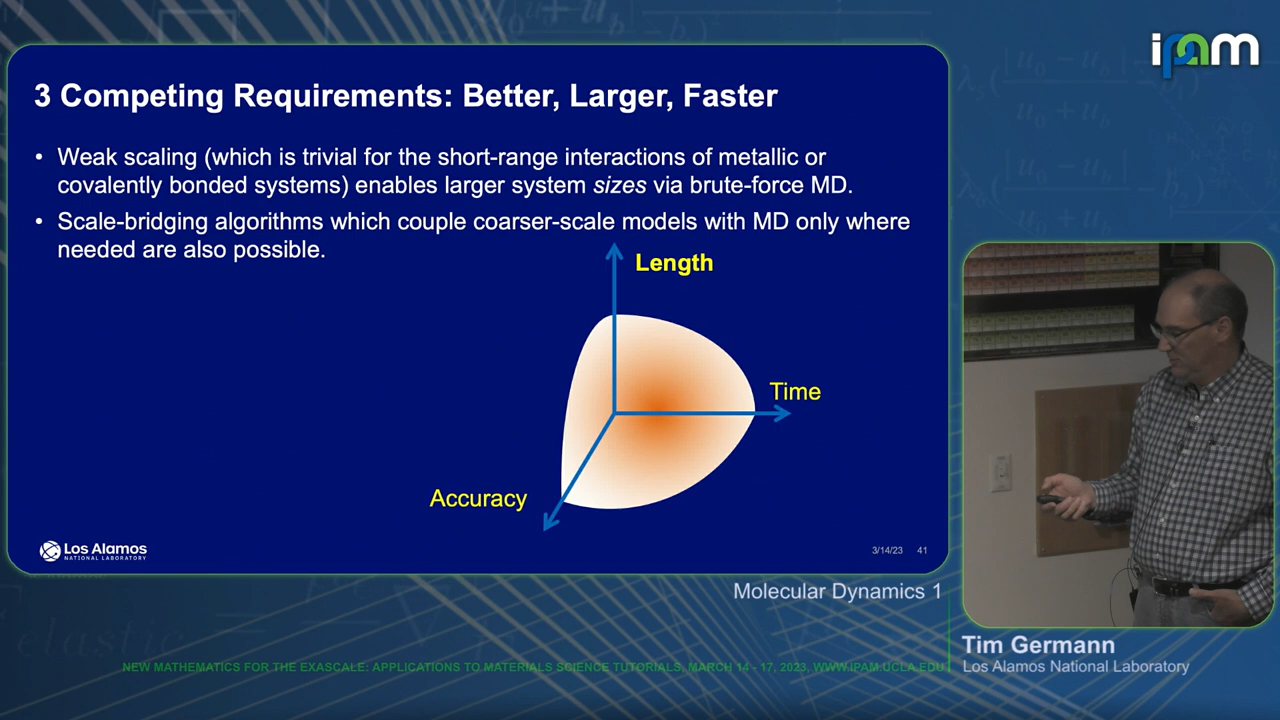 ipam
3 Competing Requirements: Better, Larger, Faster
• Weak scaling (which is trivial for the short-range interactions of metallic or
covalently bonded systems) enables larger system sizes via brute-force MD.
• Scale-bridging algorithms which couple coarser-scale models with MD only where
needed are also possible.
Length
Time
Accuracy
Los Alamos
NATIONAL LABORATORY
3/14/23 41
Molecular Dynamics 1
Tim Germann
Los Alamos National Laboratory
elastic
NEW MATHEMATICS FOR THE EXASCALE: APPLICATIONS TO MATERIALS SCIENCE TUTORIALS, MARCH 14 - 17, 2023, WWW.IPAM.UCLA.EDU